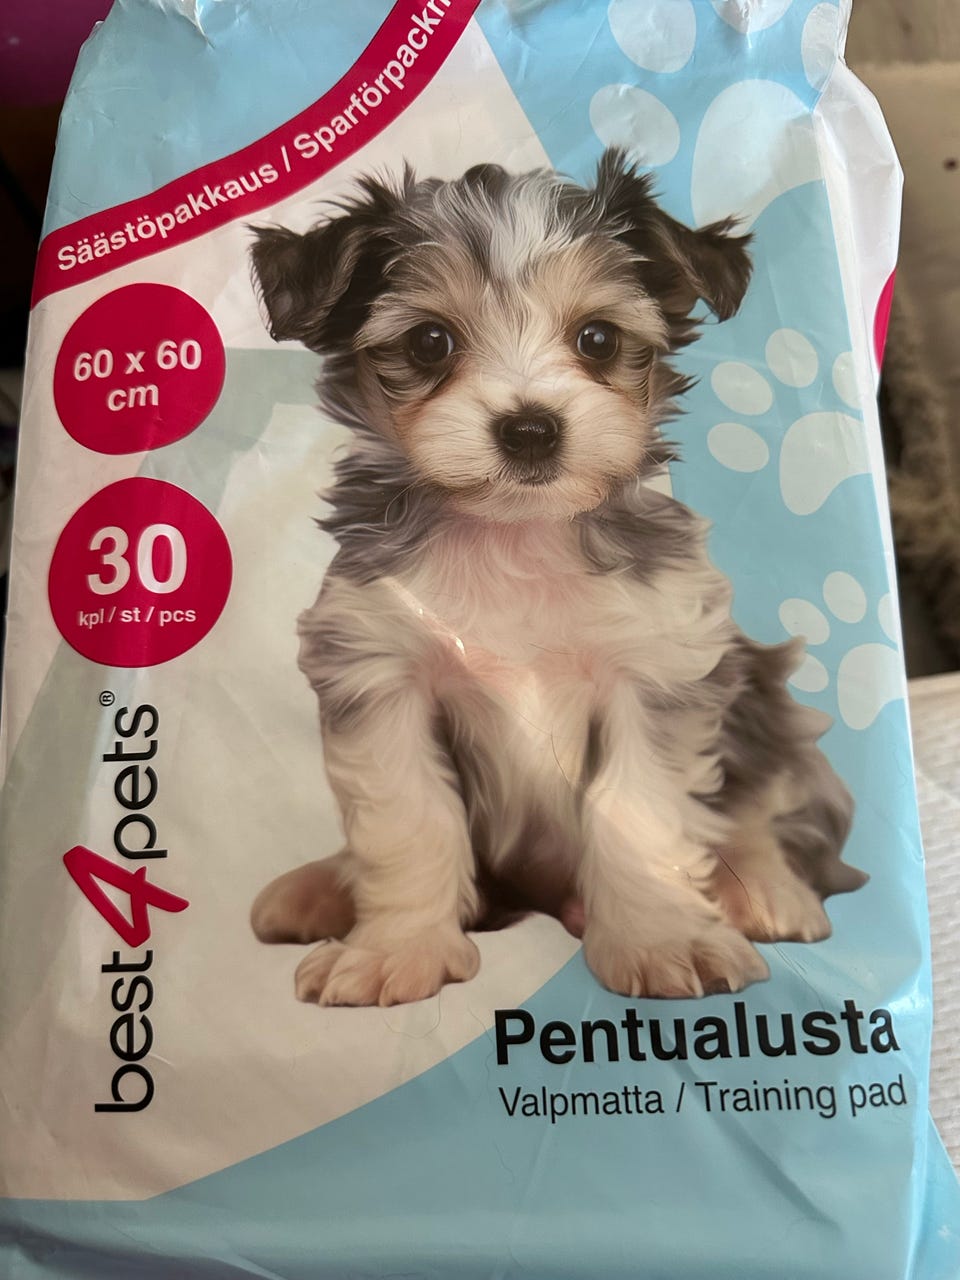 Säästöpakkaus / Sparförpackn
60 x 60
cm
30
kpl / st / pcs
best4pets®
Pentualusta
Valpmatta / Training pad